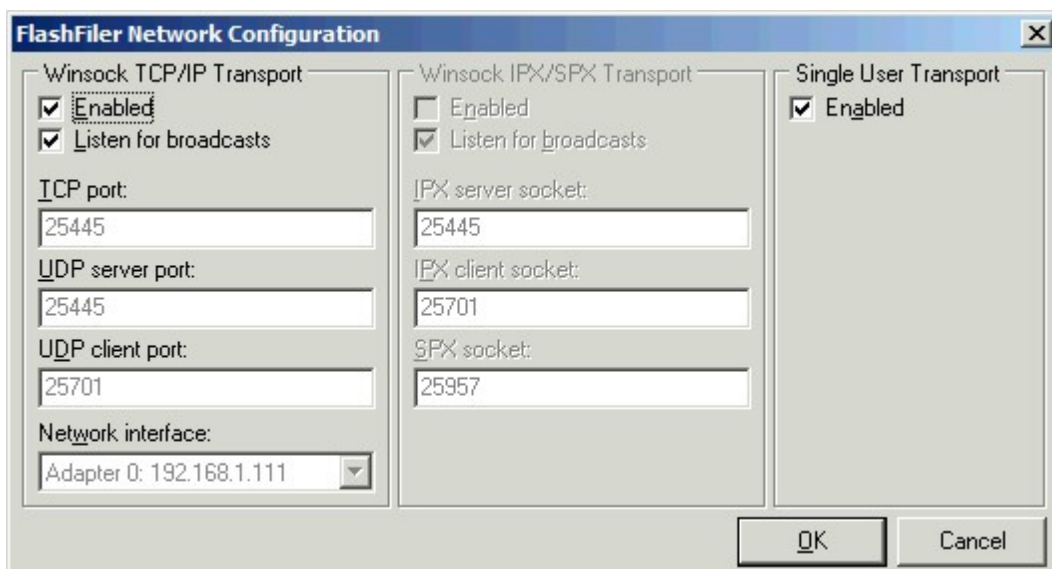 FlashFiler Network Configuration
Winsock TCP/IP Transport
Enabled
Listen for broadcasts
TCP port:
25445
UDP server port:
25445
UDP client port:
25701
Network interface:
Adapter 0: 192.168.1.111
Winsock IPX/SPX Transport
Enabled
Listen for broadcasts
IPX server socket:
25445
IPX client socket:
25701
SPX socket:
25957
Single User Transport
Enabled
OK
Cancel